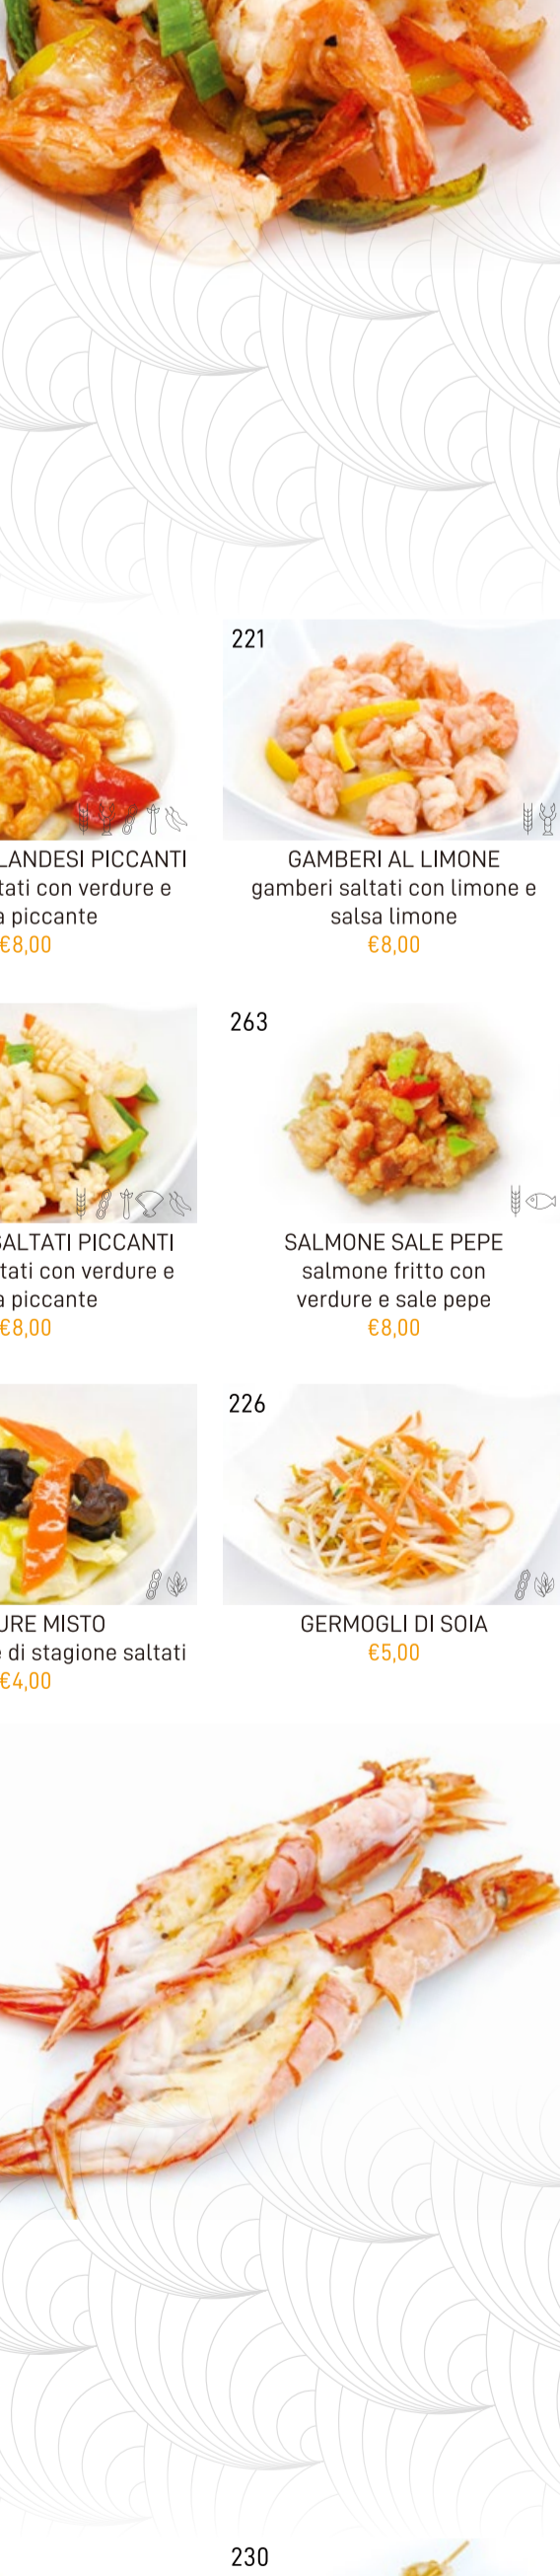 221
LANDESI PICCANTI
tati con verdure e
a piccante
€8,00
GAMBERI AL LIMONE
gamberi saltati con limone e
salsa limone
€8,00
263
SALTATI PICCANTI
tati con verdure e
a piccante
€8,00
SALMONE SALE PEPE
salmone fritto con
verdure e sale pepe
€8,00
226
URE MISTO
e di stagione saltati
€4,00
GERMOGLI DI SOIA
€5,00
230